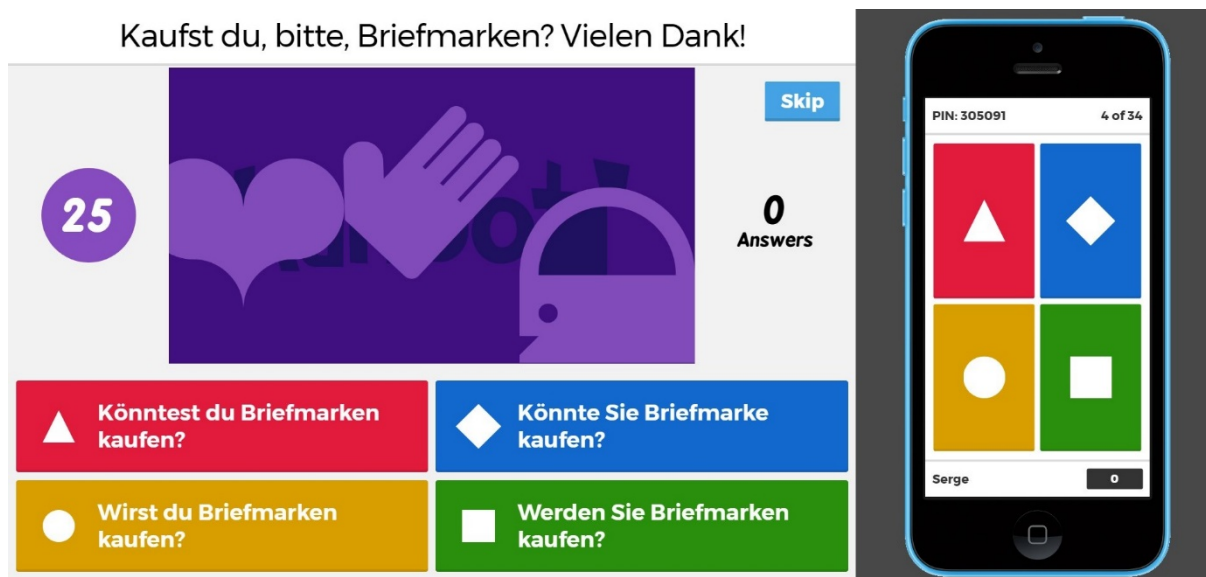 Kaufst du, bitte, Briefmarken? Vielen Dank!
Skip
25
0
Answers
Könntest du Briefmarken
kaufen?
Könnte Sie Briefmarke
kaufen?
Wirst du Briefmarken
kaufen?
Werden Sie Briefmarken
kaufen?
PIN: 305091
4 of 34
Serge
0